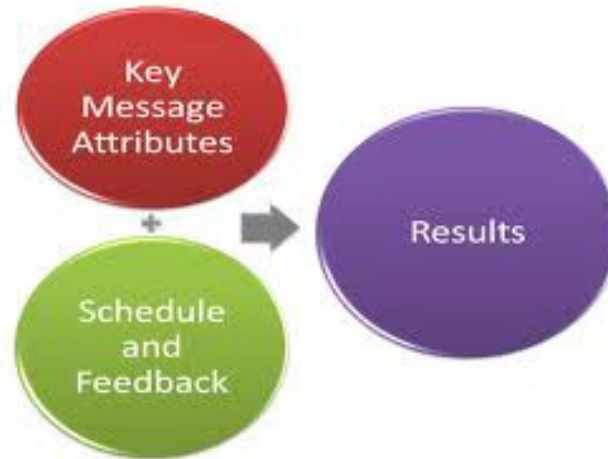 Key
Message
Attributes
+
Schedule
and
Feedback
Results